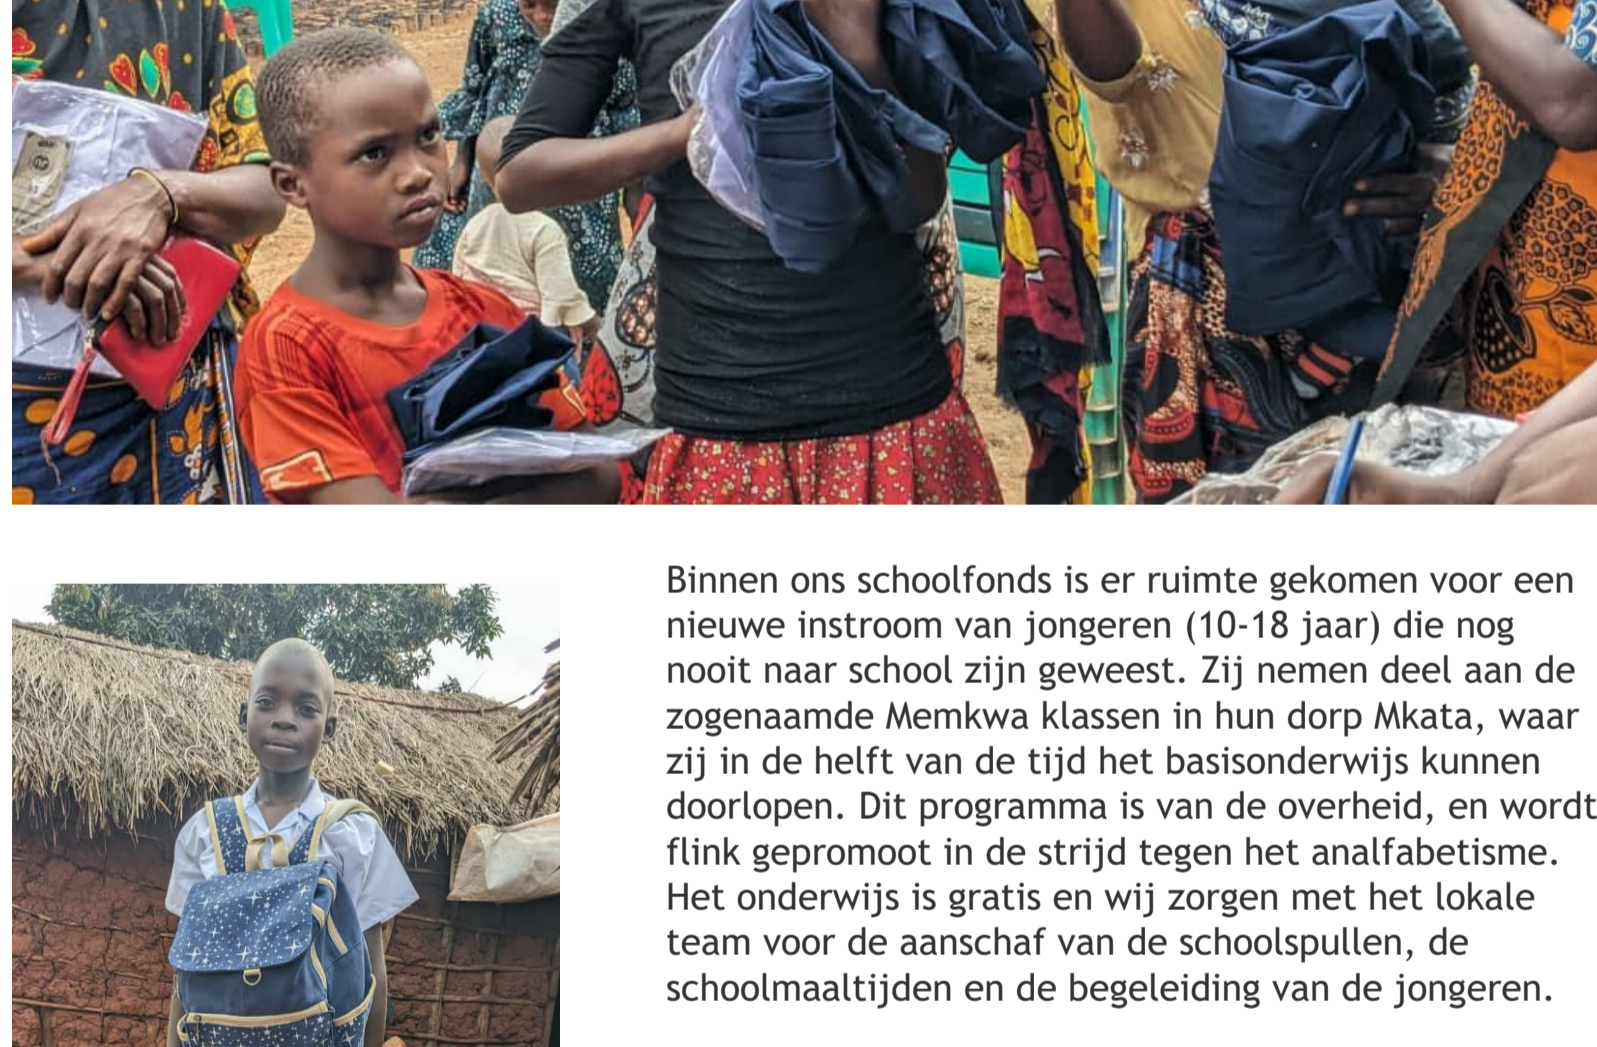 Binnen ons schoolfonds is er ruimte gekomen voor een
nieuwe instroom van jongeren (10-18 jaar) die nog
nooit naar school zijn geweest. Zij nemen deel aan de
zogenaamde Memkwa klassen in hun dorp Mkata, waar
zij in de helft van de tijd het basisonderwijs kunnen
doorlopen. Dit programma is van de overheid, en wordt
flink gepromoot in de strijd tegen het analfabetisme.
Het onderwijs is gratis en wij zorgen met het lokale
team voor de aanschaf van de schoolspullen, de
schoolmaaltijden en de begeleiding van de jongeren.